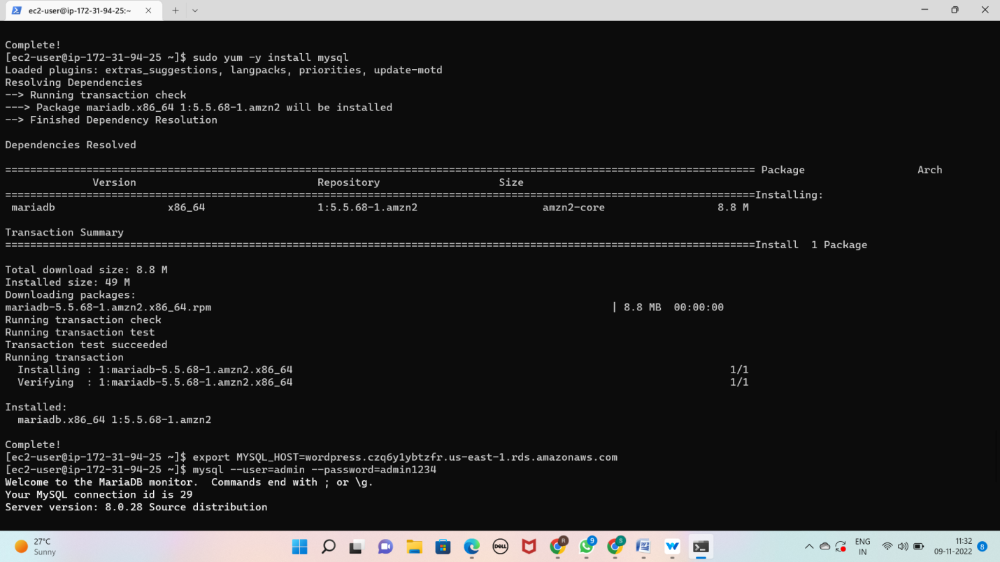 ec2-user@ip-172-31-94-25:~
Complete!
[ec2-user@ip-172-31-94-25 ~]$ sudo yum -y install mysql
Loaded plugins: extras_suggestions, langpacks, priorities, update-motd
Resolving Dependencies
--> Running transaction check
---> Package mariadb.x86_64 1:5.5.68-1.amzn2 will be installed
--> Finished Dependency Resolution
Dependencies Resolved
======================================================================================================================== Package Arch
Version Repository Size
========================================================================================================================Installing:
mariadb x86_64 1:5.5.68-1.amzn2 amzn2-core 8.8 M
Transaction Summary
========================================================================================================================Install 1 Package
Total download size: 8.8 M
Installed size: 49 M
Downloading packages:
mariadb-5.5.68-1.amzn2.x86_64.rpm | 8.8 MB 00:00:00
Running transaction check
Running transaction test
Transaction test succeeded
Running transaction
Installing : 1:mariadb-5.5.68-1.amzn2.x86_64 1/1
Verifying : 1:mariadb-5.5.68-1.amzn2.x86_64 1/1
Installed:
mariadb.x86_64 1:5.5.68-1.amzn2
Complete!
[ec2-user@ip-172-31-94-25 ~]$ export MYSQL_HOST=wordpress.czq6y1ybtzfr.us-east-1.rds.amazonaws.com
[ec2-user@ip-172-31-94-25 ~]$ mysql --user=admin --password=admin1234
Welcome to the MariaDB monitor. Commands end with ; or \g.
Your MySQL connection id is 29
Server version: 8.0.28 Source distribution
27°C
Sunny
DELL
R
9
S
W
ENG
IN
11:32
09-11-2022
8